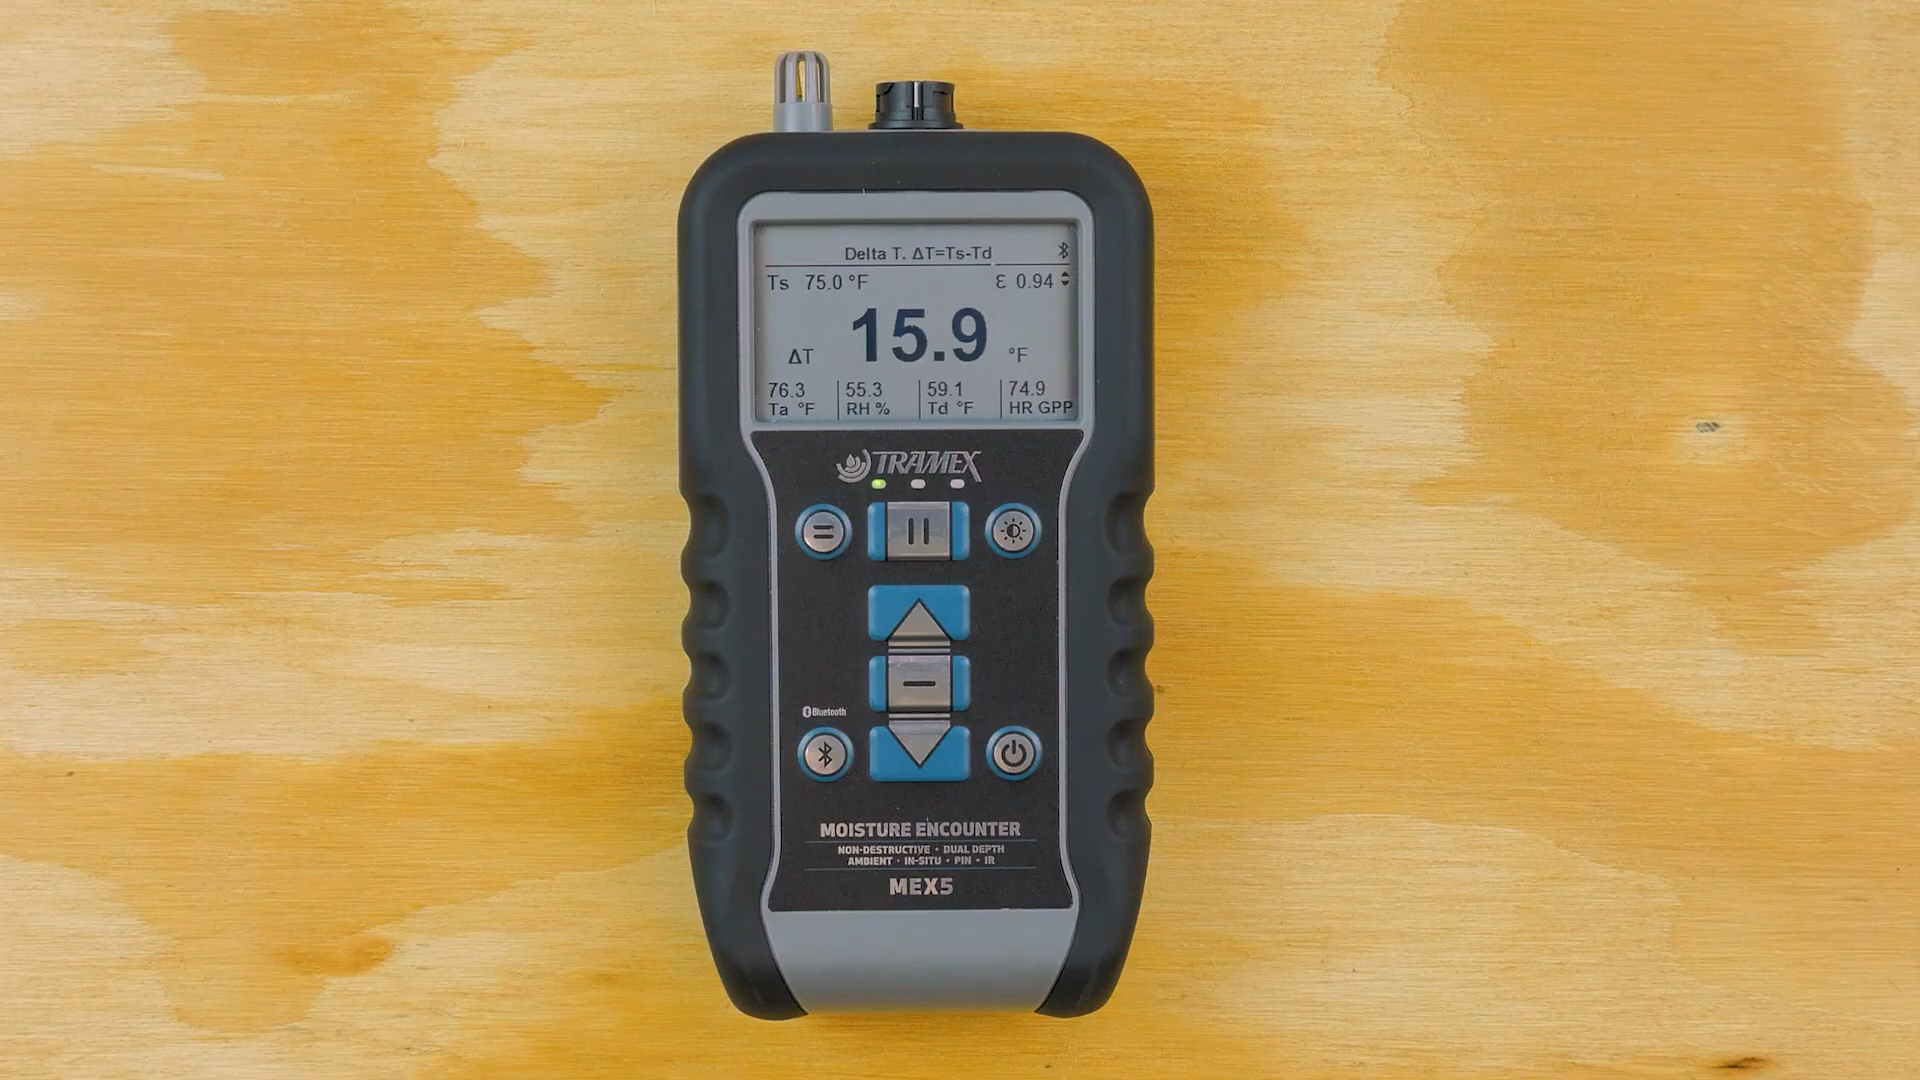 Delta T. ΔT=Ts-Td
Ts 75.0 °F ε 0.94
ΔT 15.9 °F
76.3 55.3 59.1 74.9
Ta °F RH % Td °F HR GPP
TRAMEX
Bluetooth
MOISTURE ENCOUNTER
NON-DESTRUCTIVE • DUAL DEPTH
AMBIENT • IN-SITU • PIN • IR
MEX5